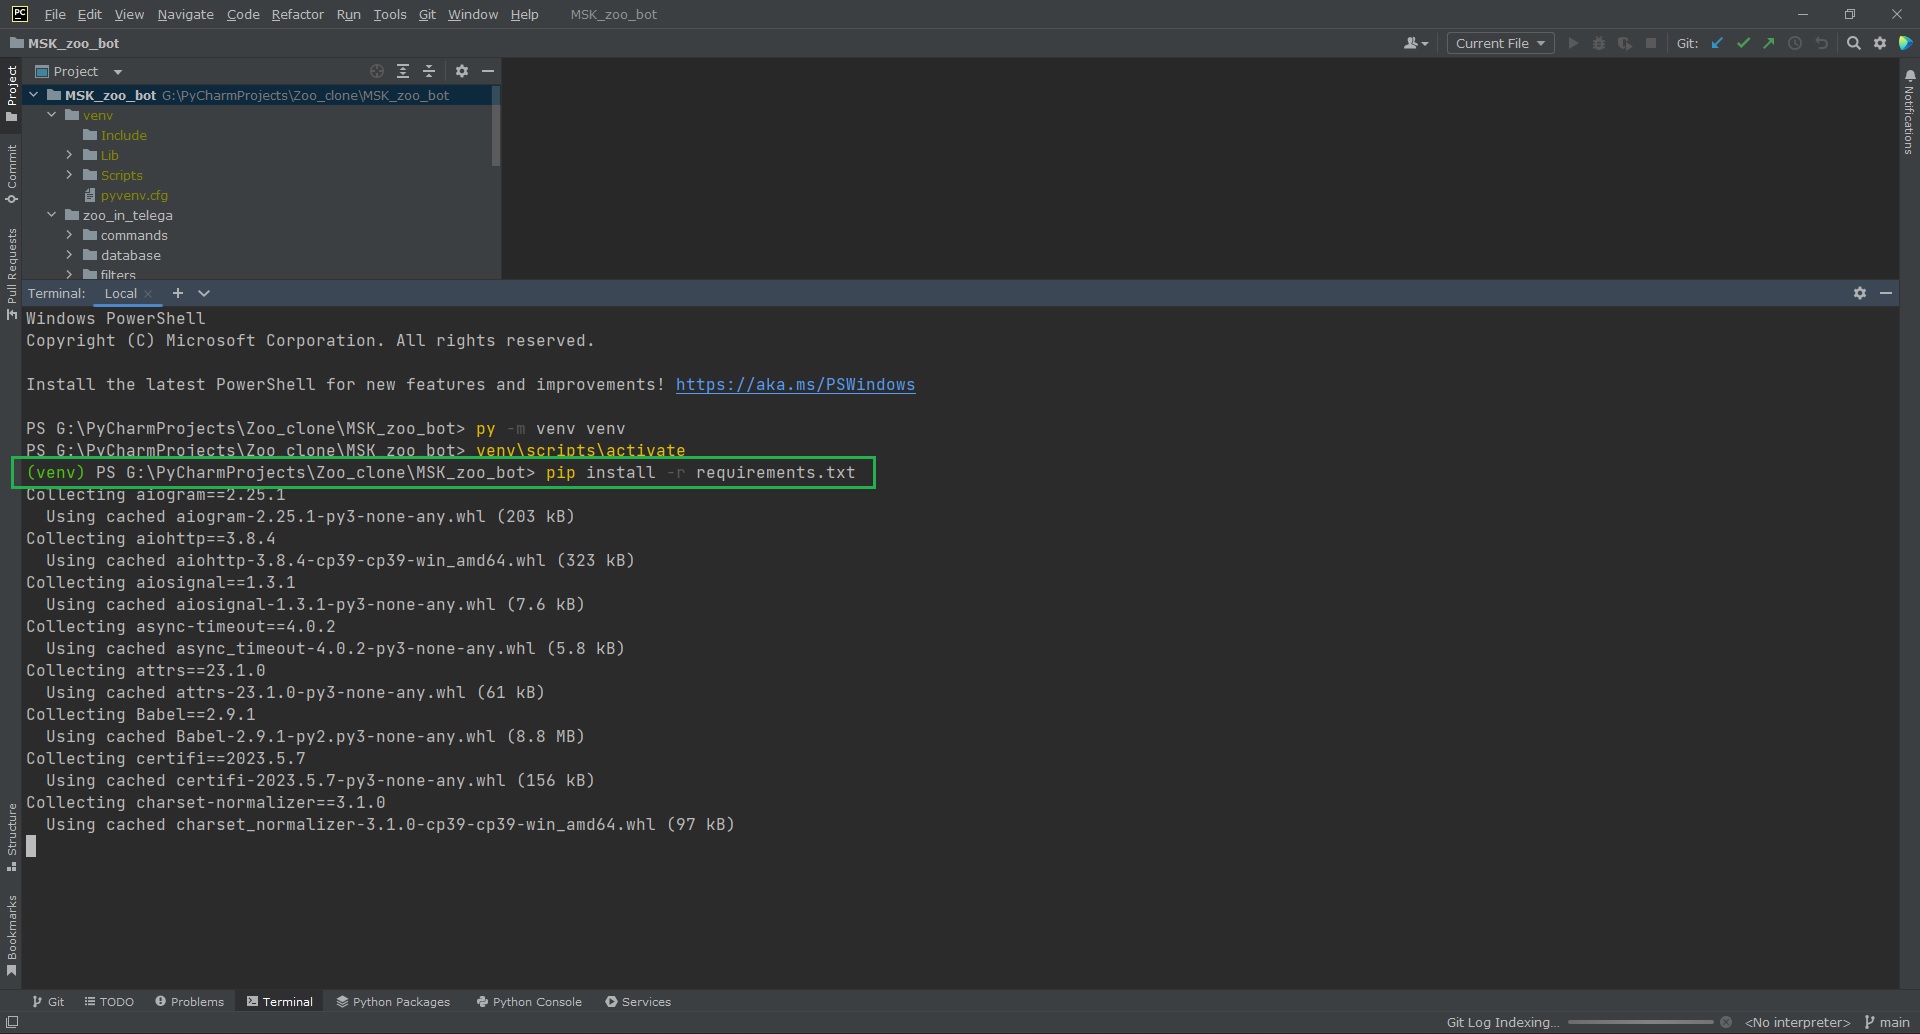 PC File Edit View Navigate Code Refactor Run Tools Git Window Help MSK_zoo_bot
MSK_zoo_bot Current File Git:
Project
MSK_zoo_bot G:\PyCharmProjects\Zoo_clone\MSK_zoo_bot
venv
Include
Lib
Scripts
pyvenv.cfg
zoo_in_telega
commands
database
filters
Project
Commit
Pull Requests
Structure
Bookmarks
Notifications
Terminal: Local
Windows PowerShell
Copyright (C) Microsoft Corporation. All rights reserved.
Install the latest PowerShell for new features and improvements! https://aka.ms/PSWindows
PS G:\PyCharmProjects\Zoo_clone\MSK_zoo_bot> py -m venv venv
PS G:\PyCharmProjects\Zoo_clone\MSK_zoo_bot> venv\scripts\activate
(venv) PS G:\PyCharmProjects\Zoo_clone\MSK_zoo_bot> pip install -r requirements.txt
Collecting aiogram==2.25.1
Using cached aiogram-2.25.1-py3-none-any.whl (203 kB)
Collecting aiohttp==3.8.4
Using cached aiohttp-3.8.4-cp39-cp39-win_amd64.whl (323 kB)
Collecting aiosignal==1.3.1
Using cached aiosignal-1.3.1-py3-none-any.whl (7.6 kB)
Collecting async-timeout==4.0.2
Using cached async_timeout-4.0.2-py3-none-any.whl (5.8 kB)
Collecting attrs==23.1.0
Using cached attrs-23.1.0-py3-none-any.whl (61 kB)
Collecting Babel==2.9.1
Using cached Babel-2.9.1-py2.py3-none-any.whl (8.8 MB)
Collecting certifi==2023.5.7
Using cached certifi-2023.5.7-py3-none-any.whl (156 kB)
Collecting charset-normalizer==3.1.0
Using cached charset_normalizer-3.1.0-cp39-cp39-win_amd64.whl (97 kB)
Git TODO Problems Terminal Python Packages Python Console Services
Git Log Indexing... <No interpreter> main